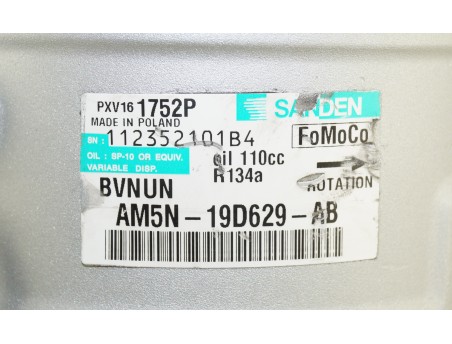 PXV16 1752P SANDEN
MADE IN POLAND
SN: 112352101B4 FoMoCo
OIL: SP-10 OR EQUIV. oil 110cc
VARIABLE DISP. R134a
BVNUN ROTATION
AM5N-19D629-AB